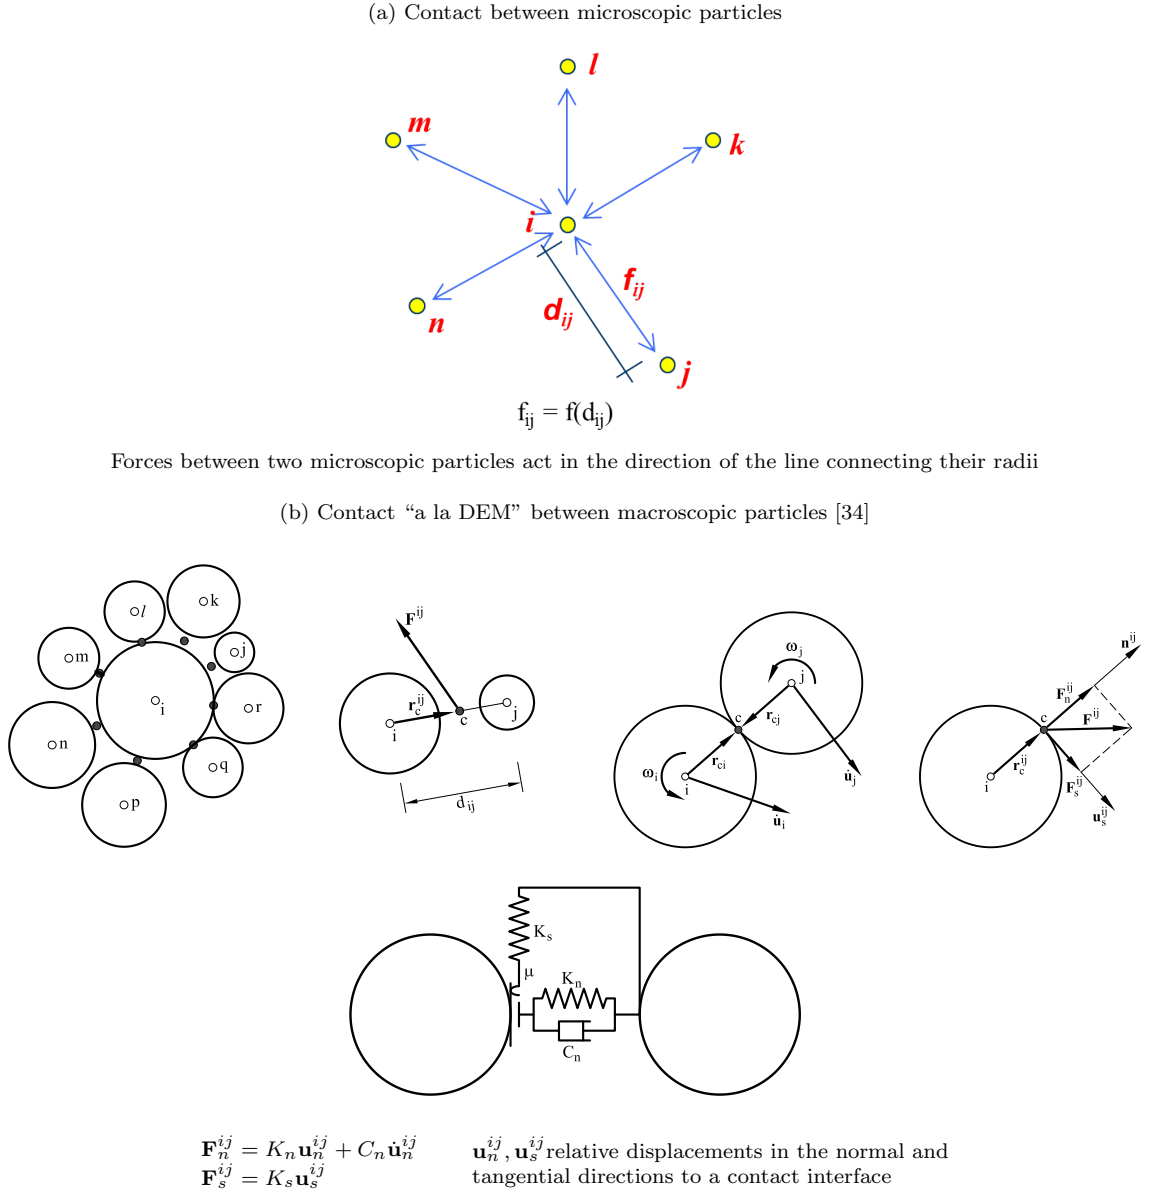 (a) Contact between microscopic particles
l
m
k
i
f_ij
d_ij
n
j
f_ij = f(d_ij)
Forces between two microscopic particles act in the direction of the line connecting their radii
(b) Contact “a la DEM” between macroscopic particles [34]
k
l
j
m
i
r
n
q
p
F^ij
r_c^ij
c
i
j
d_ij
ω_j
j
c
r_cj
r_ci
ω_i
i
u̇_j
u̇_i
n^ij
F_n^ij
c
F^ij
r_c^ij
F_s^ij
i
u_s^ij
K_s
μ
K_n
C_n
F_n^ij = K_n u_n^ij + C_n u̇_n^ij
F_s^ij = K_s u_s^ij
u_n^ij, u_s^ij relative displacements in the normal and
tangential directions to a contact interface